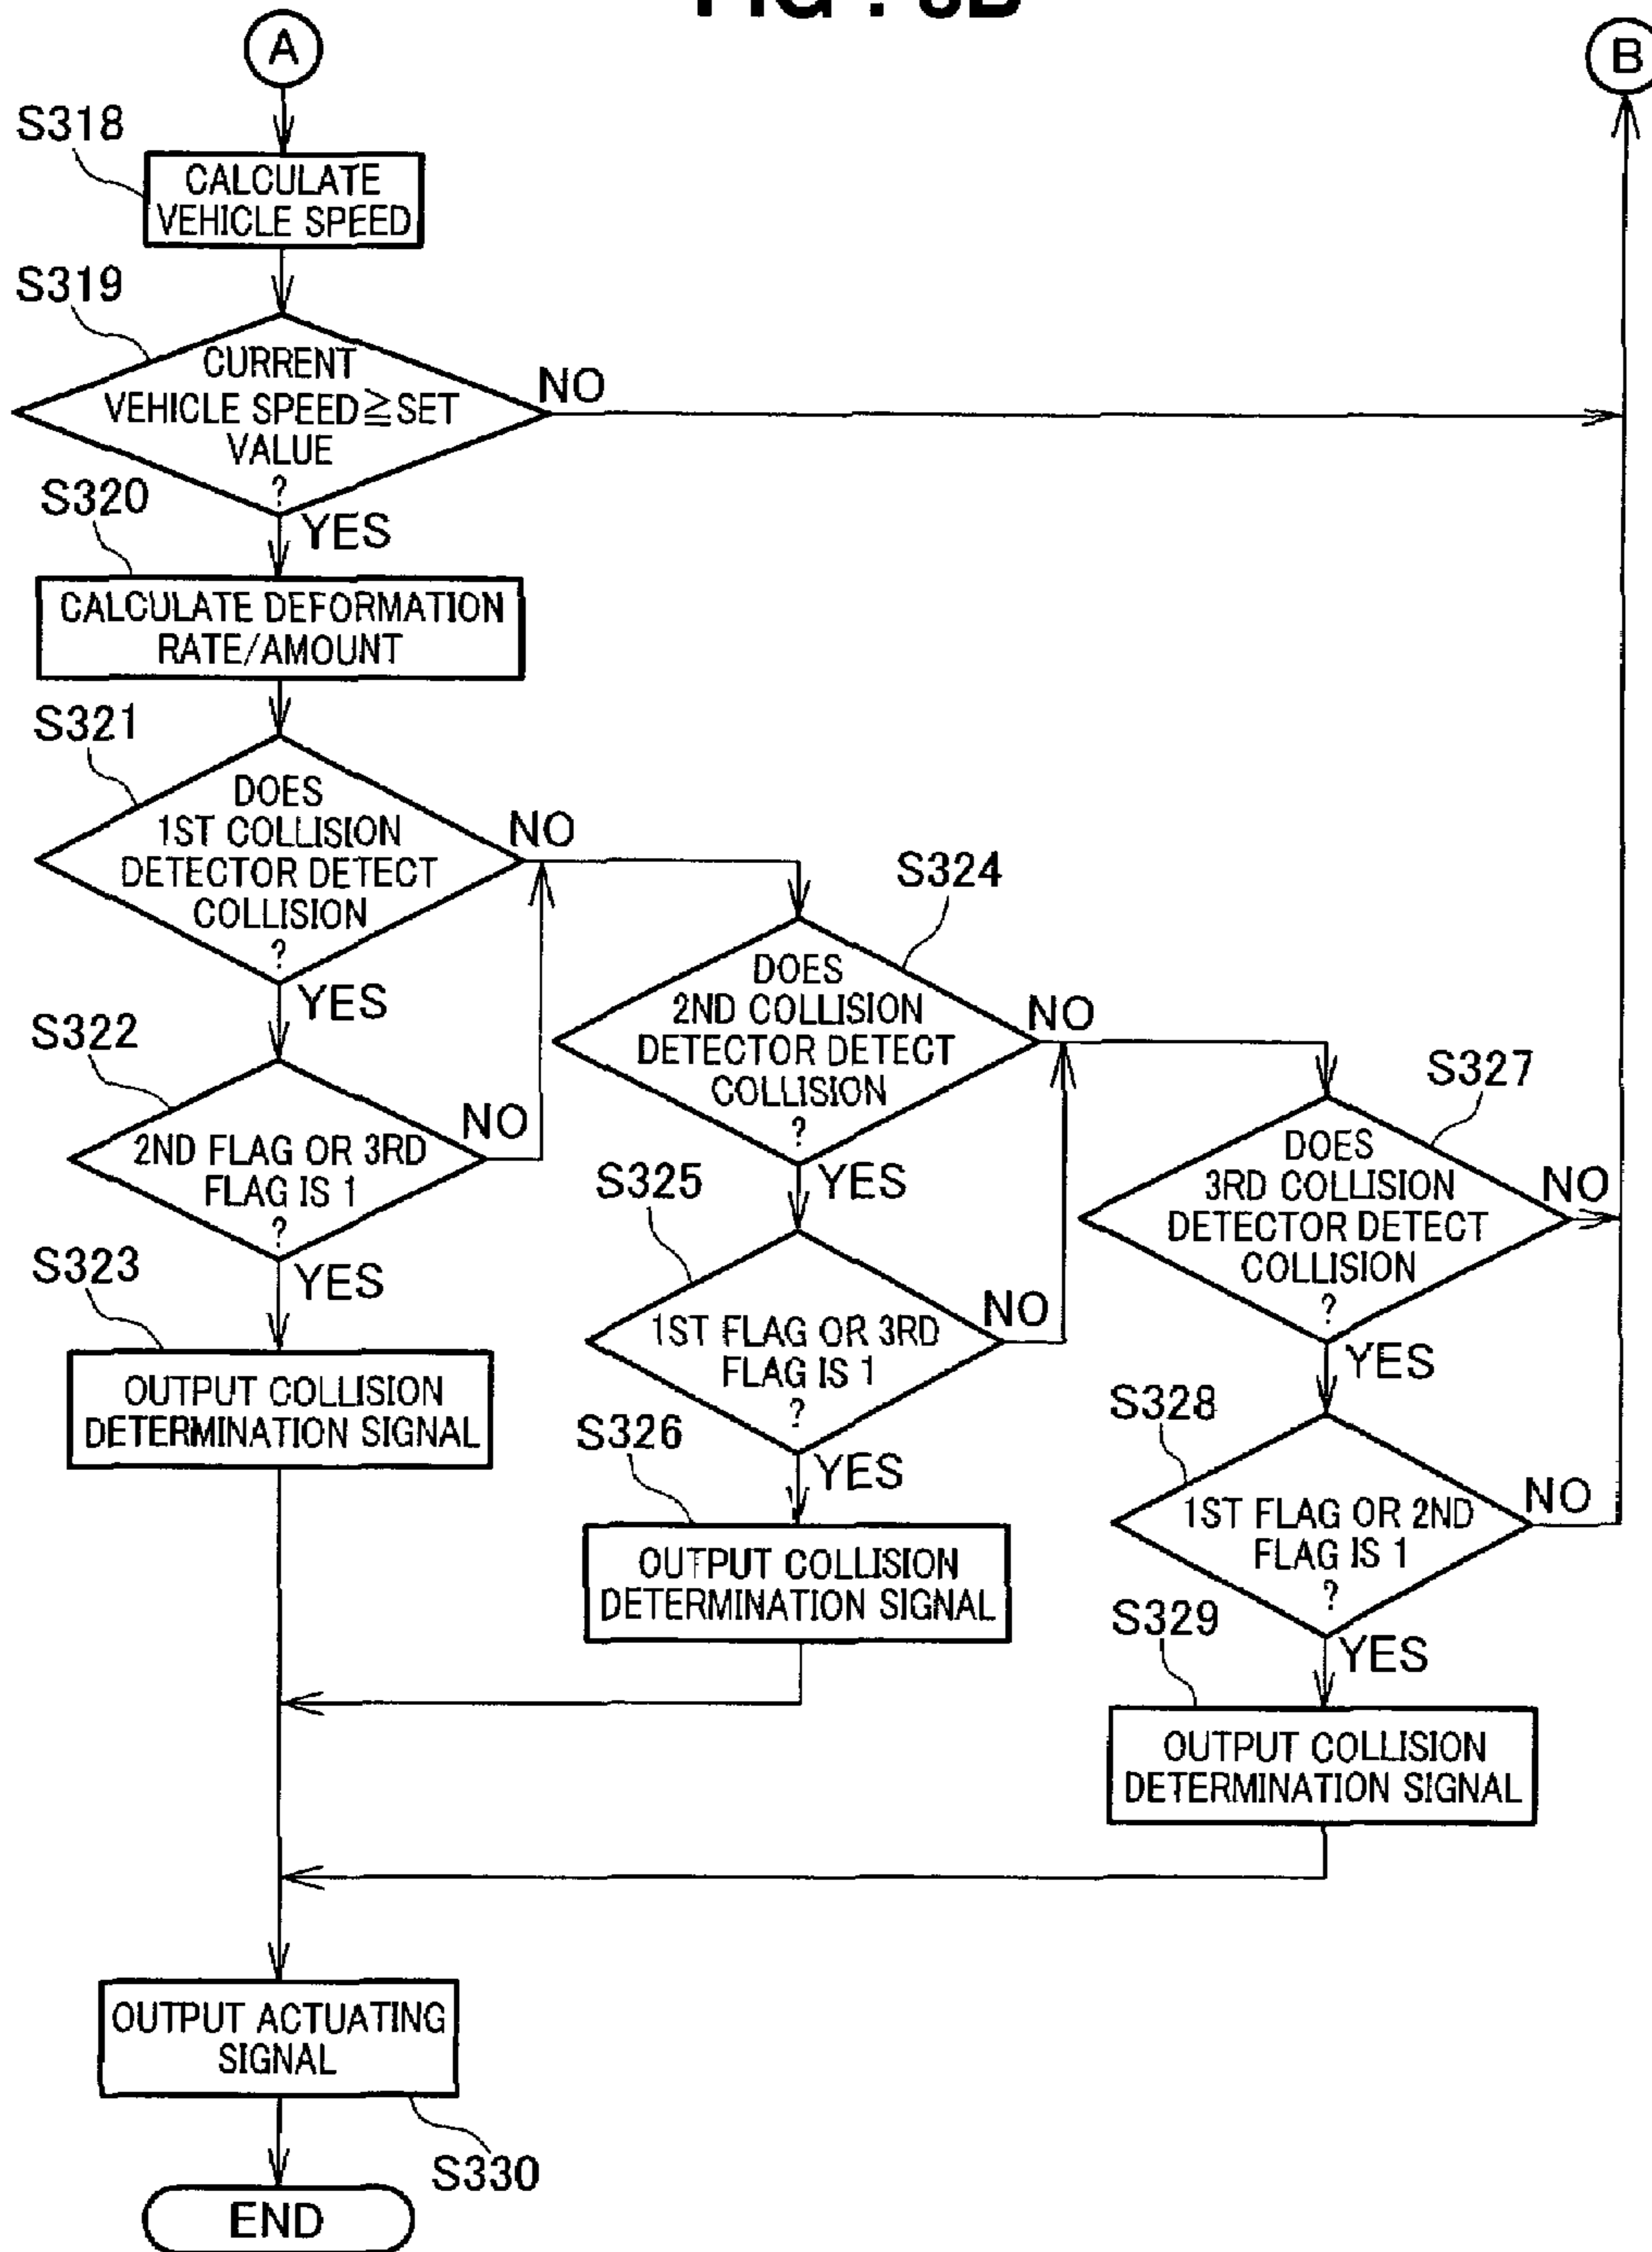 A
B
S318
CALCULATE
VEHICLE SPEED
S319
CURRENT
VEHICLE SPEED≧SET
VALUE
?
NO
YES
S320
CALCULATE DEFORMATION
RATE/AMOUNT
S321
DOES
1ST COLLISION
DETECTOR DETECT
COLLISION
?
NO
YES
S322
2ND FLAG OR 3RD
FLAG IS 1
?
NO
YES
S323
OUTPUT COLLISION
DETERMINATION SIGNAL
S324
DOES
2ND COLLISION
DETECTOR DETECT
COLLISION
?
NO
YES
S325
1ST FLAG OR 3RD
FLAG IS 1
?
NO
YES
S326
OUTPUT COLLISION
DETERMINATION SIGNAL
S327
DOES
3RD COLLISION
DETECTOR DETECT
COLLISION
?
NO
YES
S328
1ST FLAG OR 2ND
FLAG IS 1
?
NO
YES
S329
OUTPUT COLLISION
DETERMINATION SIGNAL
OUTPUT ACTUATING
SIGNAL
S330
END